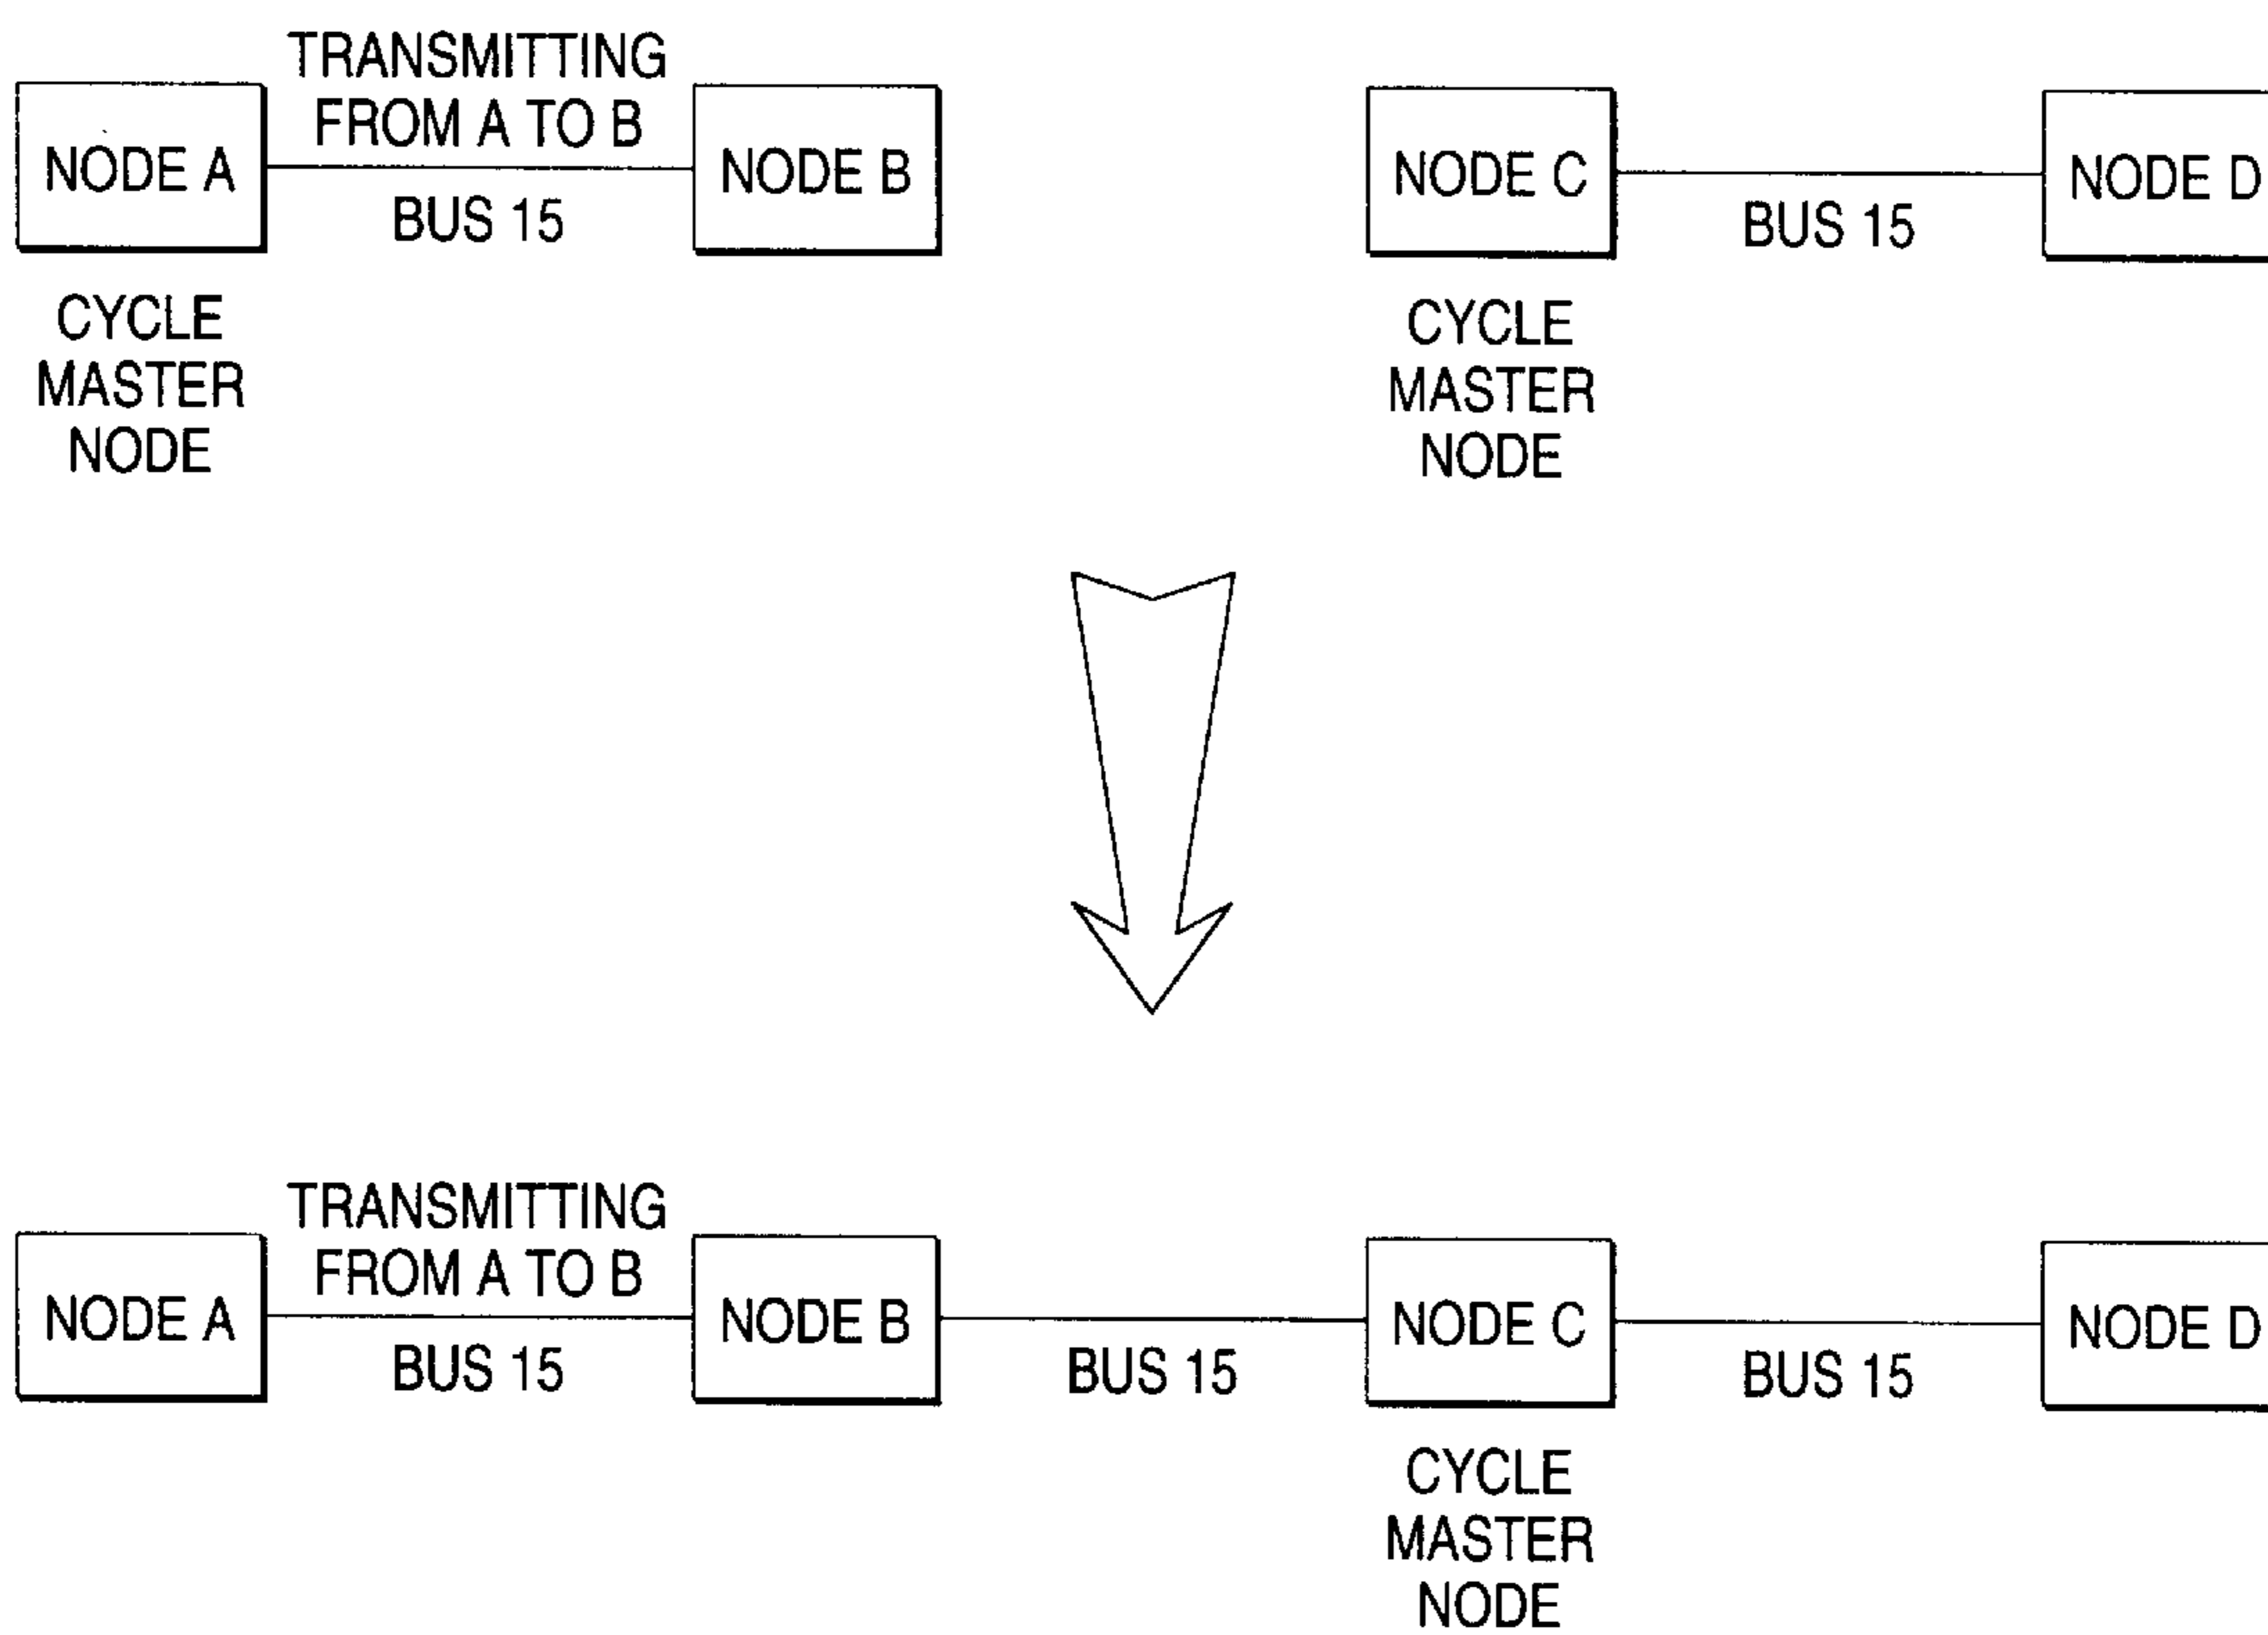 TRANSMITTING
FROM A TO B
NODE A
BUS 15
NODE B
CYCLE
MASTER
NODE
NODE C
BUS 15
NODE D
CYCLE
MASTER
NODE
TRANSMITTING
FROM A TO B
NODE A
BUS 15
NODE B
BUS 15
NODE C
BUS 15
NODE D
CYCLE
MASTER
NODE